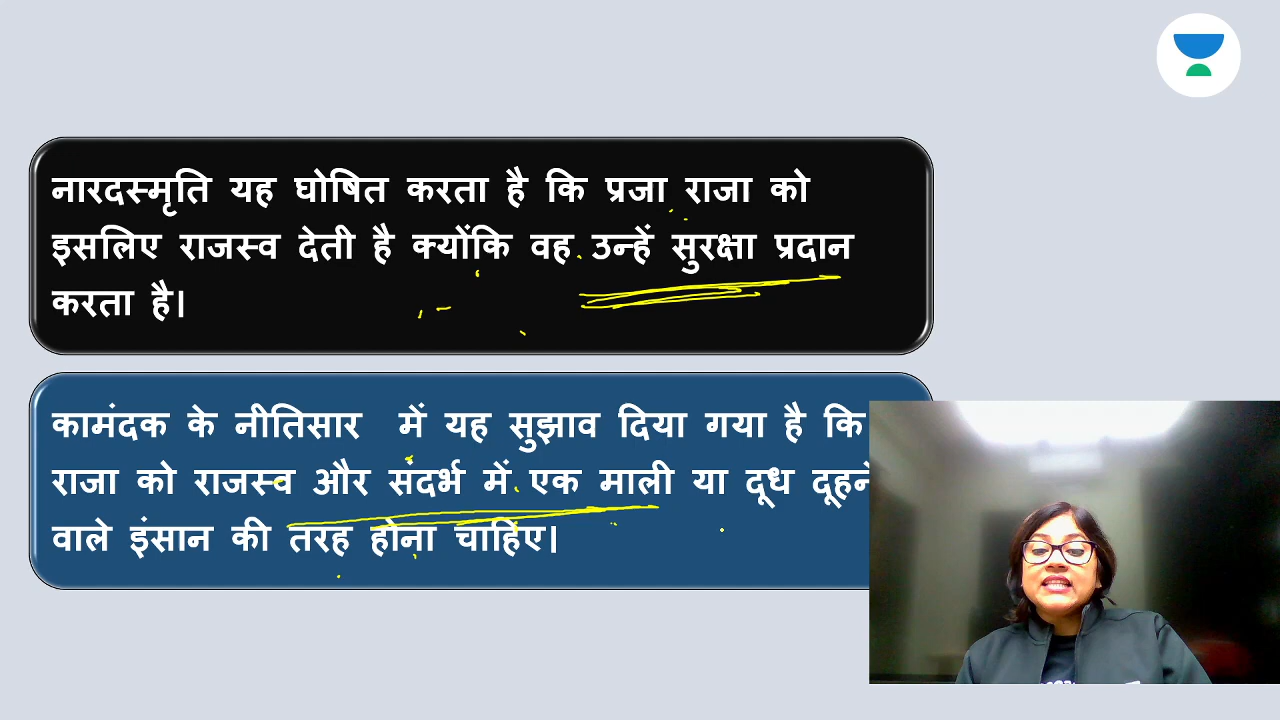 नारदस्मृति यह घोषित करता है कि प्रजा राजा को
इसलिए राजस्व देती है क्योंकि वह उन्हें सुरक्षा प्रदान
करता है।
कामंदक के नीतिसार में यह सुझाव दिया गया है कि
राजा को राजस्व और संदर्भ में एक माली या दूध दूहने
वाले इंसान की तरह होना चाहिए।